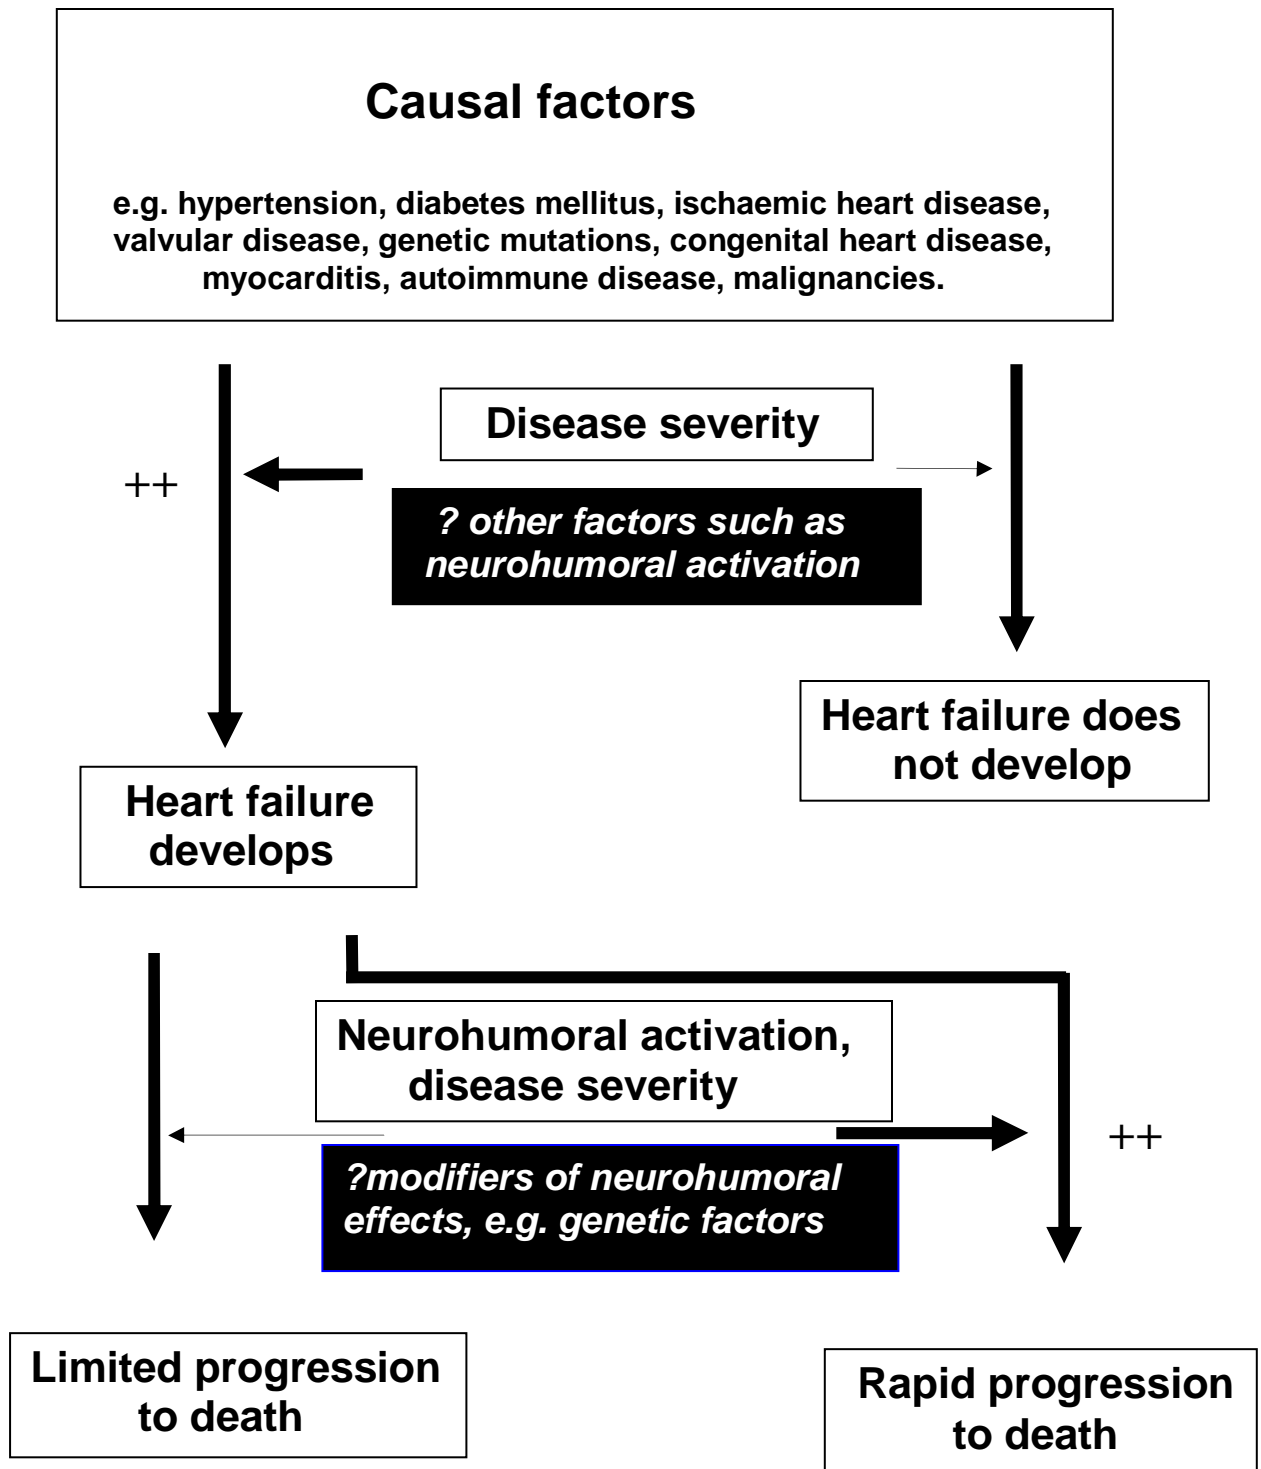 Causal factors
e.g. hypertension, diabetes mellitus, ischaemic heart disease,
valvular disease, genetic mutations, congenital heart disease,
myocarditis, autoimmune disease, malignancies.
Disease severity
++
? other factors such as
neurohumoral activation
Heart failure does
not develop
Heart failure
develops
Neurohumoral activation,
disease severity
++
?modifiers of neurohumoral
effects, e.g. genetic factors
Limited progression
to death
Rapid progression
to death